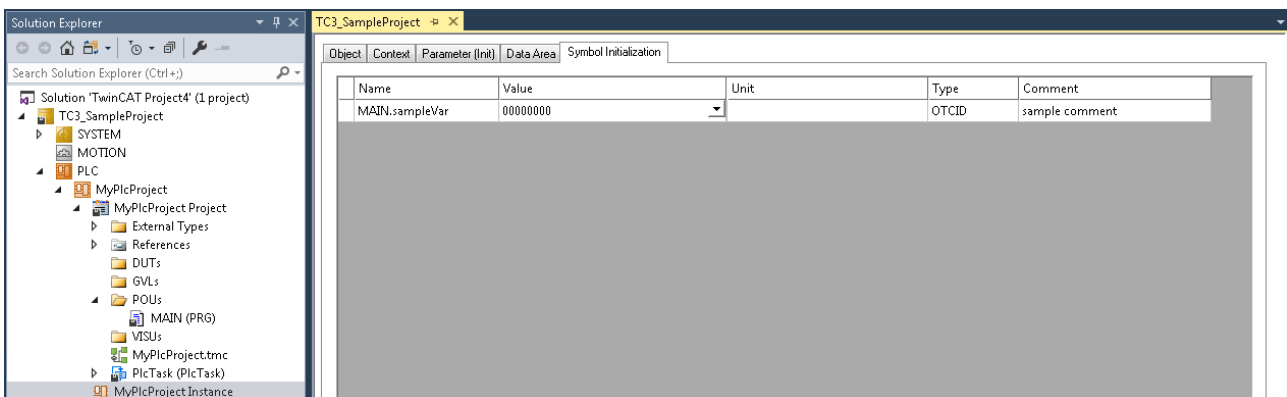 Solution Explorer
Search Solution Explorer (Ctrl+;)
Solution 'TwinCAT Project4' (1 project)
TC3_SampleProject
SYSTEM
MOTION
PLC
MyPlcProject
MyPlcProject Project
External Types
References
DUTs
GVLs
POUs
MAIN (PRG)
VISUs
MyPlcProject.tmc
PlcTask (PlcTask)
MyPlcProject Instance
TC3_SampleProject
Object Context Parameter (Init) Data Area Symbol Initialization
Name Value Unit Type Comment
MAIN.sampleVar 00000000 OTCID sample comment